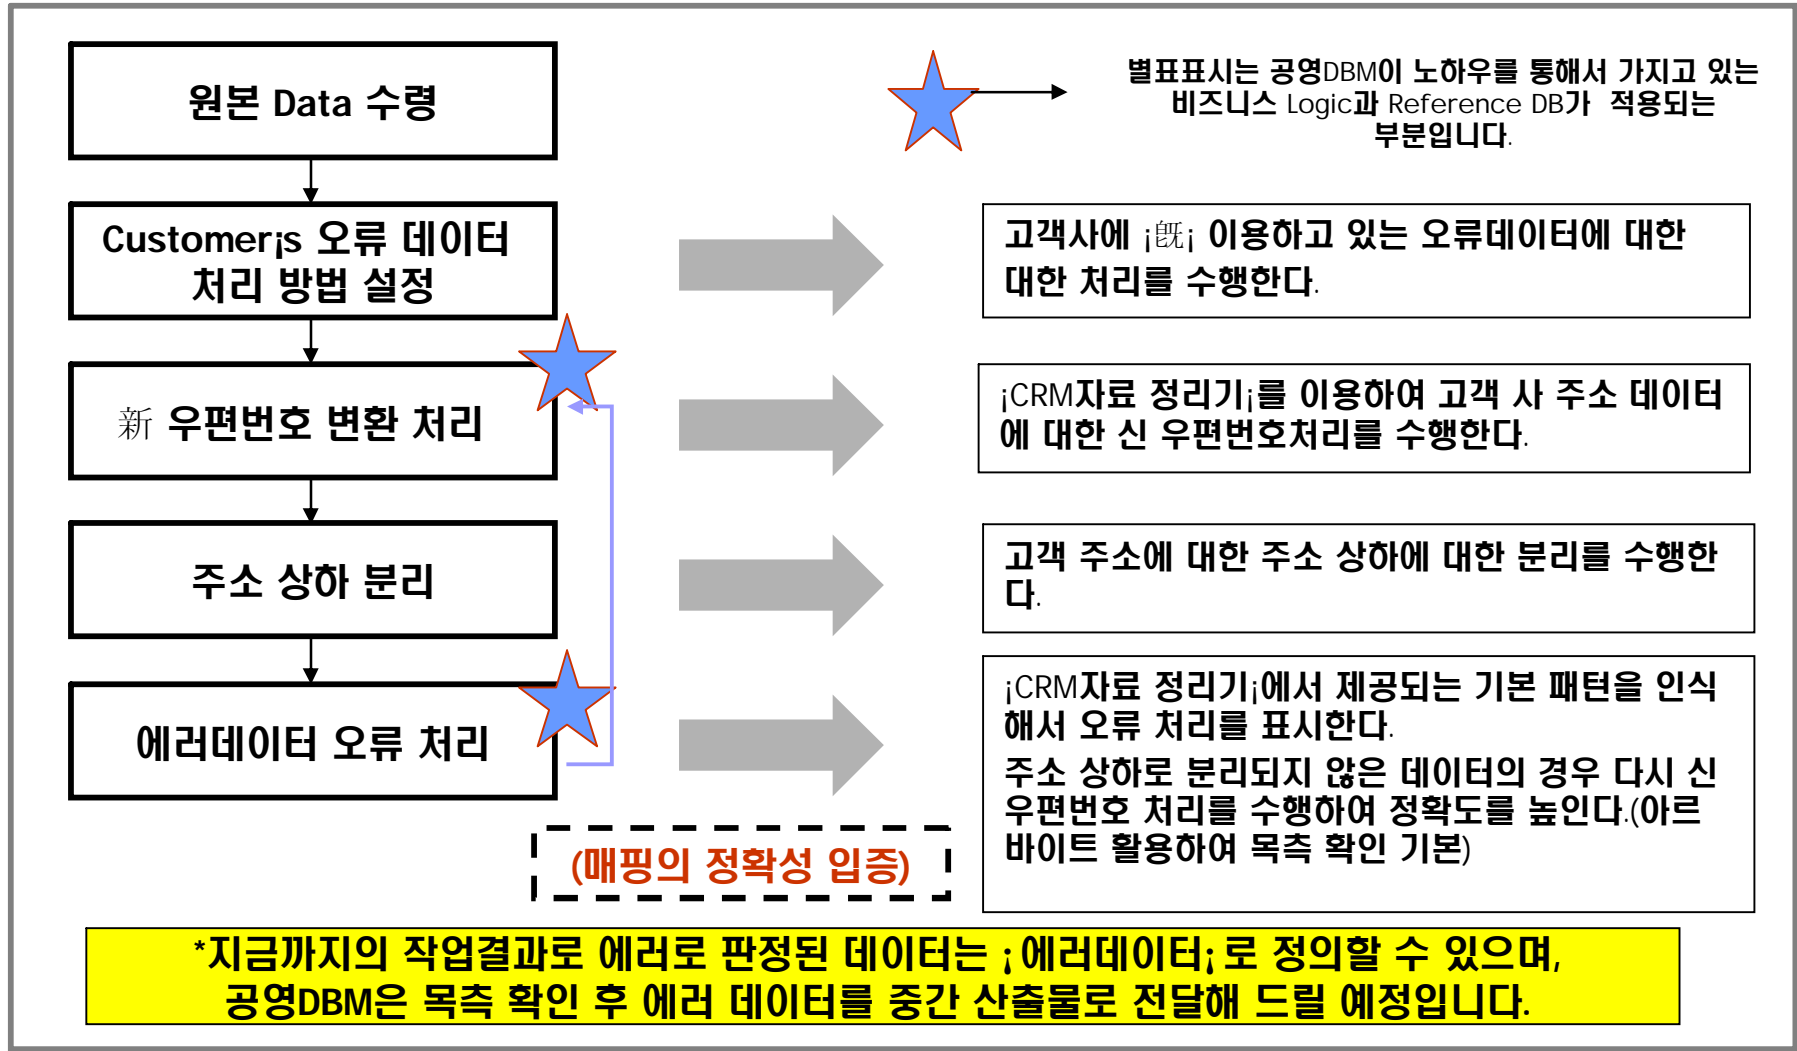 원본 Data 수령
별표표시는 공영DBM이 노하우를 통해서 가지고 있는
비즈니스 Logic과 Reference DB가 적용되는
부분입니다.
Customer¡s 오류 데이터
처리 방법 설정
고객사에 ¡旣¡ 이용하고 있는 오류데이터에 대한
대한 처리를 수행한다.
新 우편번호 변환 처리
¡CRM자료 정리기¡를 이용하여 고객 사 주소 데이터
에 대한 신 우편번호처리를 수행한다.
주소 상하 분리
고객 주소에 대한 주소 상하에 대한 분리를 수행한
다.
에러데이터 오류 처리
¡CRM자료 정리기¡에서 제공되는 기본 패턴을 인식
해서 오류 처리를 표시한다.
주소 상하로 분리되지 않은 데이터의 경우 다시 신
우편번호 처리를 수행하여 정확도를 높인다.(아르
바이트 활용하여 목측 확인 기본)
(매핑의 정확성 입증)
*지금까지의 작업결과로 에러로 판정된 데이터는 ¡에러데이터¡로 정의할 수 있으며,
공영DBM은 목측 확인 후 에러 데이터를 중간 산출물로 전달해 드릴 예정입니다.